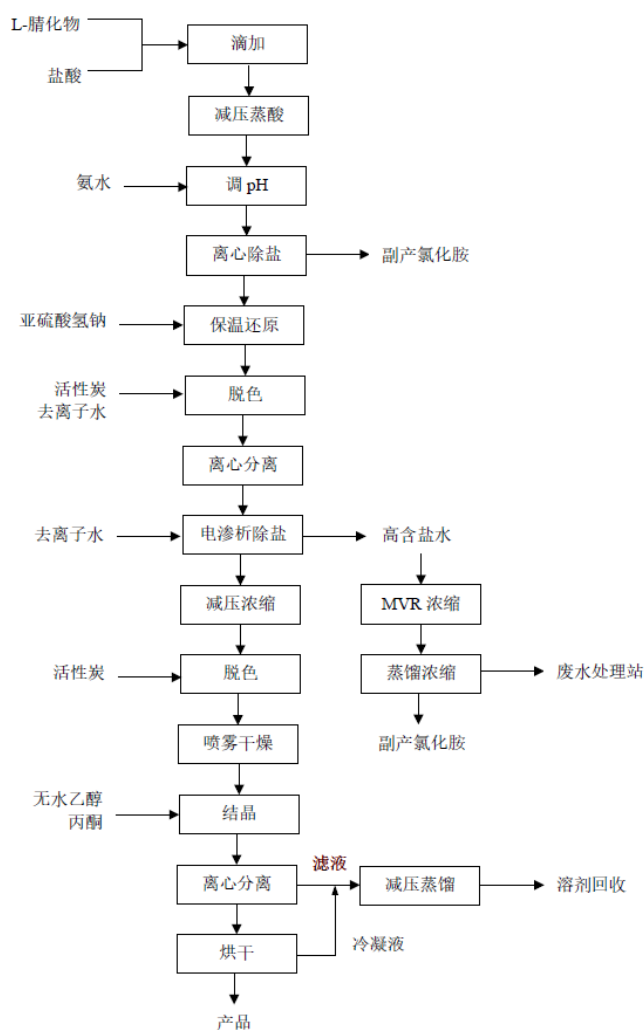 L-腈化物
盐酸
滴加
减压蒸酸
氨水
调 pH
离心除盐
副产氯化胺
亚硫酸氢钠
保温还原
活性炭
去离子水
脱色
离心分离
去离子水
电渗析除盐
高含盐水
减压浓缩
MVR 浓缩
活性炭
脱色
蒸馏浓缩
废水处理站
喷雾干燥
副产氯化胺
无水乙醇
丙酮
结晶
滤液
离心分离
减压蒸馏
溶剂回收
烘干
冷凝液
产品